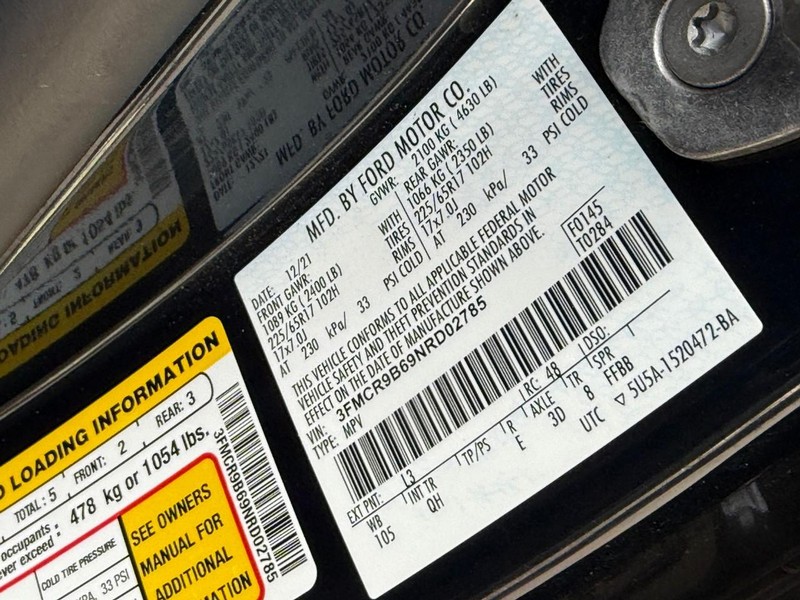 MFD. BY FORD MOTOR CO.
DATE: 12/21 GVWR: 2100 KG ( 4630 LB)
FRONT GAWR: REAR GAWR:
1089 KG (2400 LB) WITH 1066 KG ( 2350 LB) WITH
225/65R17 102H TIRES 225/65R17 102H TIRES
17x7.0J RIMS 17x7.0J RIMS
AT 230 kPa/ 33 PSI COLD AT 230 kPa/ 33 PSI COLD
THIS VEHICLE CONFORMS TO ALL APPLICABLE FEDERAL MOTOR
VEHICLE SAFETY AND THEFT PREVENTION STANDARDS IN
EFFECT ON THE DATE OF MANUFACTURE SHOWN ABOVE.
VIN: 3FMCR9B69NRD02785
TYPE: MPV
F0145
T0284
EXT PNT: L3 RC: 48 DSO:
WB INT TR TP/PS R AXLE TR SPR
105 QH E 3D 8 FFBB
UTC ▽ 5U5A-1520472-BA
LOADING INFORMATION
TOTAL: 5 FRONT: 2 REAR: 3
occupants
exceed: 478 kg or 1054 lbs.
COLD TIRE PRESSURE
33 PSI
SEE OWNERS
MANUAL FOR
ADDITIONAL
3FMCR9B69NRD02785